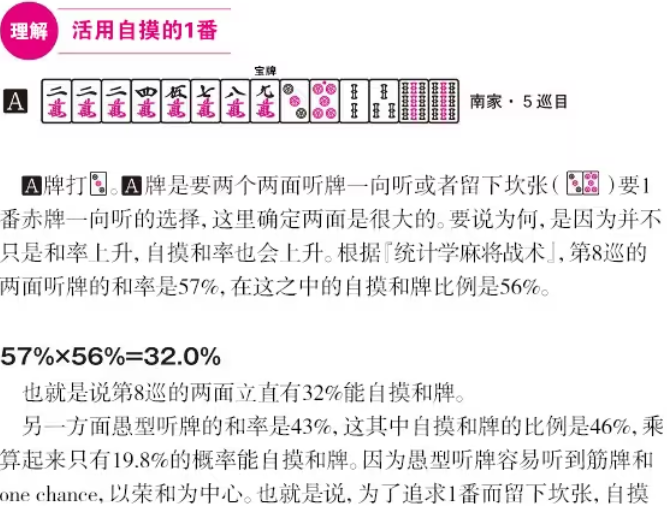 理解 活用自摸的1番
宝牌
A 二萬 二萬 二萬 四萬 伍萬 七萬 八萬 九萬 南家·5巡目
A牌打。A牌是要两个两面听牌一向听或者留下坎张( )要1
番赤牌一向听的选择,这里确定两面是很大的。要说为何,是因为并不
只是和率上升,自摸和率也会上升。根据『统计学麻将战术』,第8巡的
两面听牌的和率是57%,在这之中的自摸和牌比例是56%。
57%×56%=32.0%
也就是说第8巡的两面立直有32%能自摸和牌。
另一方面愚型听牌的和率是43%,这其中自摸和牌的比例是46%,乘
算起来只有19.8%的概率能自摸和牌。因为愚型听牌容易听到筋牌和
one chance,以荣和为中心。也就是说,为了追求1番而留下坎张,自摸